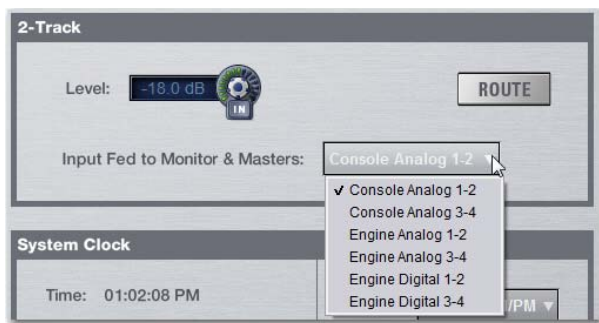 2-Track
Level: -18.0 dB
IN
ROUTE
Input Fed to Monitor & Masters: Console Analog 1-2
✓ Console Analog 1-2
Console Analog 3-4
Engine Analog 1-2
Engine Analog 3-4
Engine Digital 1-2
Engine Digital 3-4
System Clock
Time: 01:02:08 PM
/PM